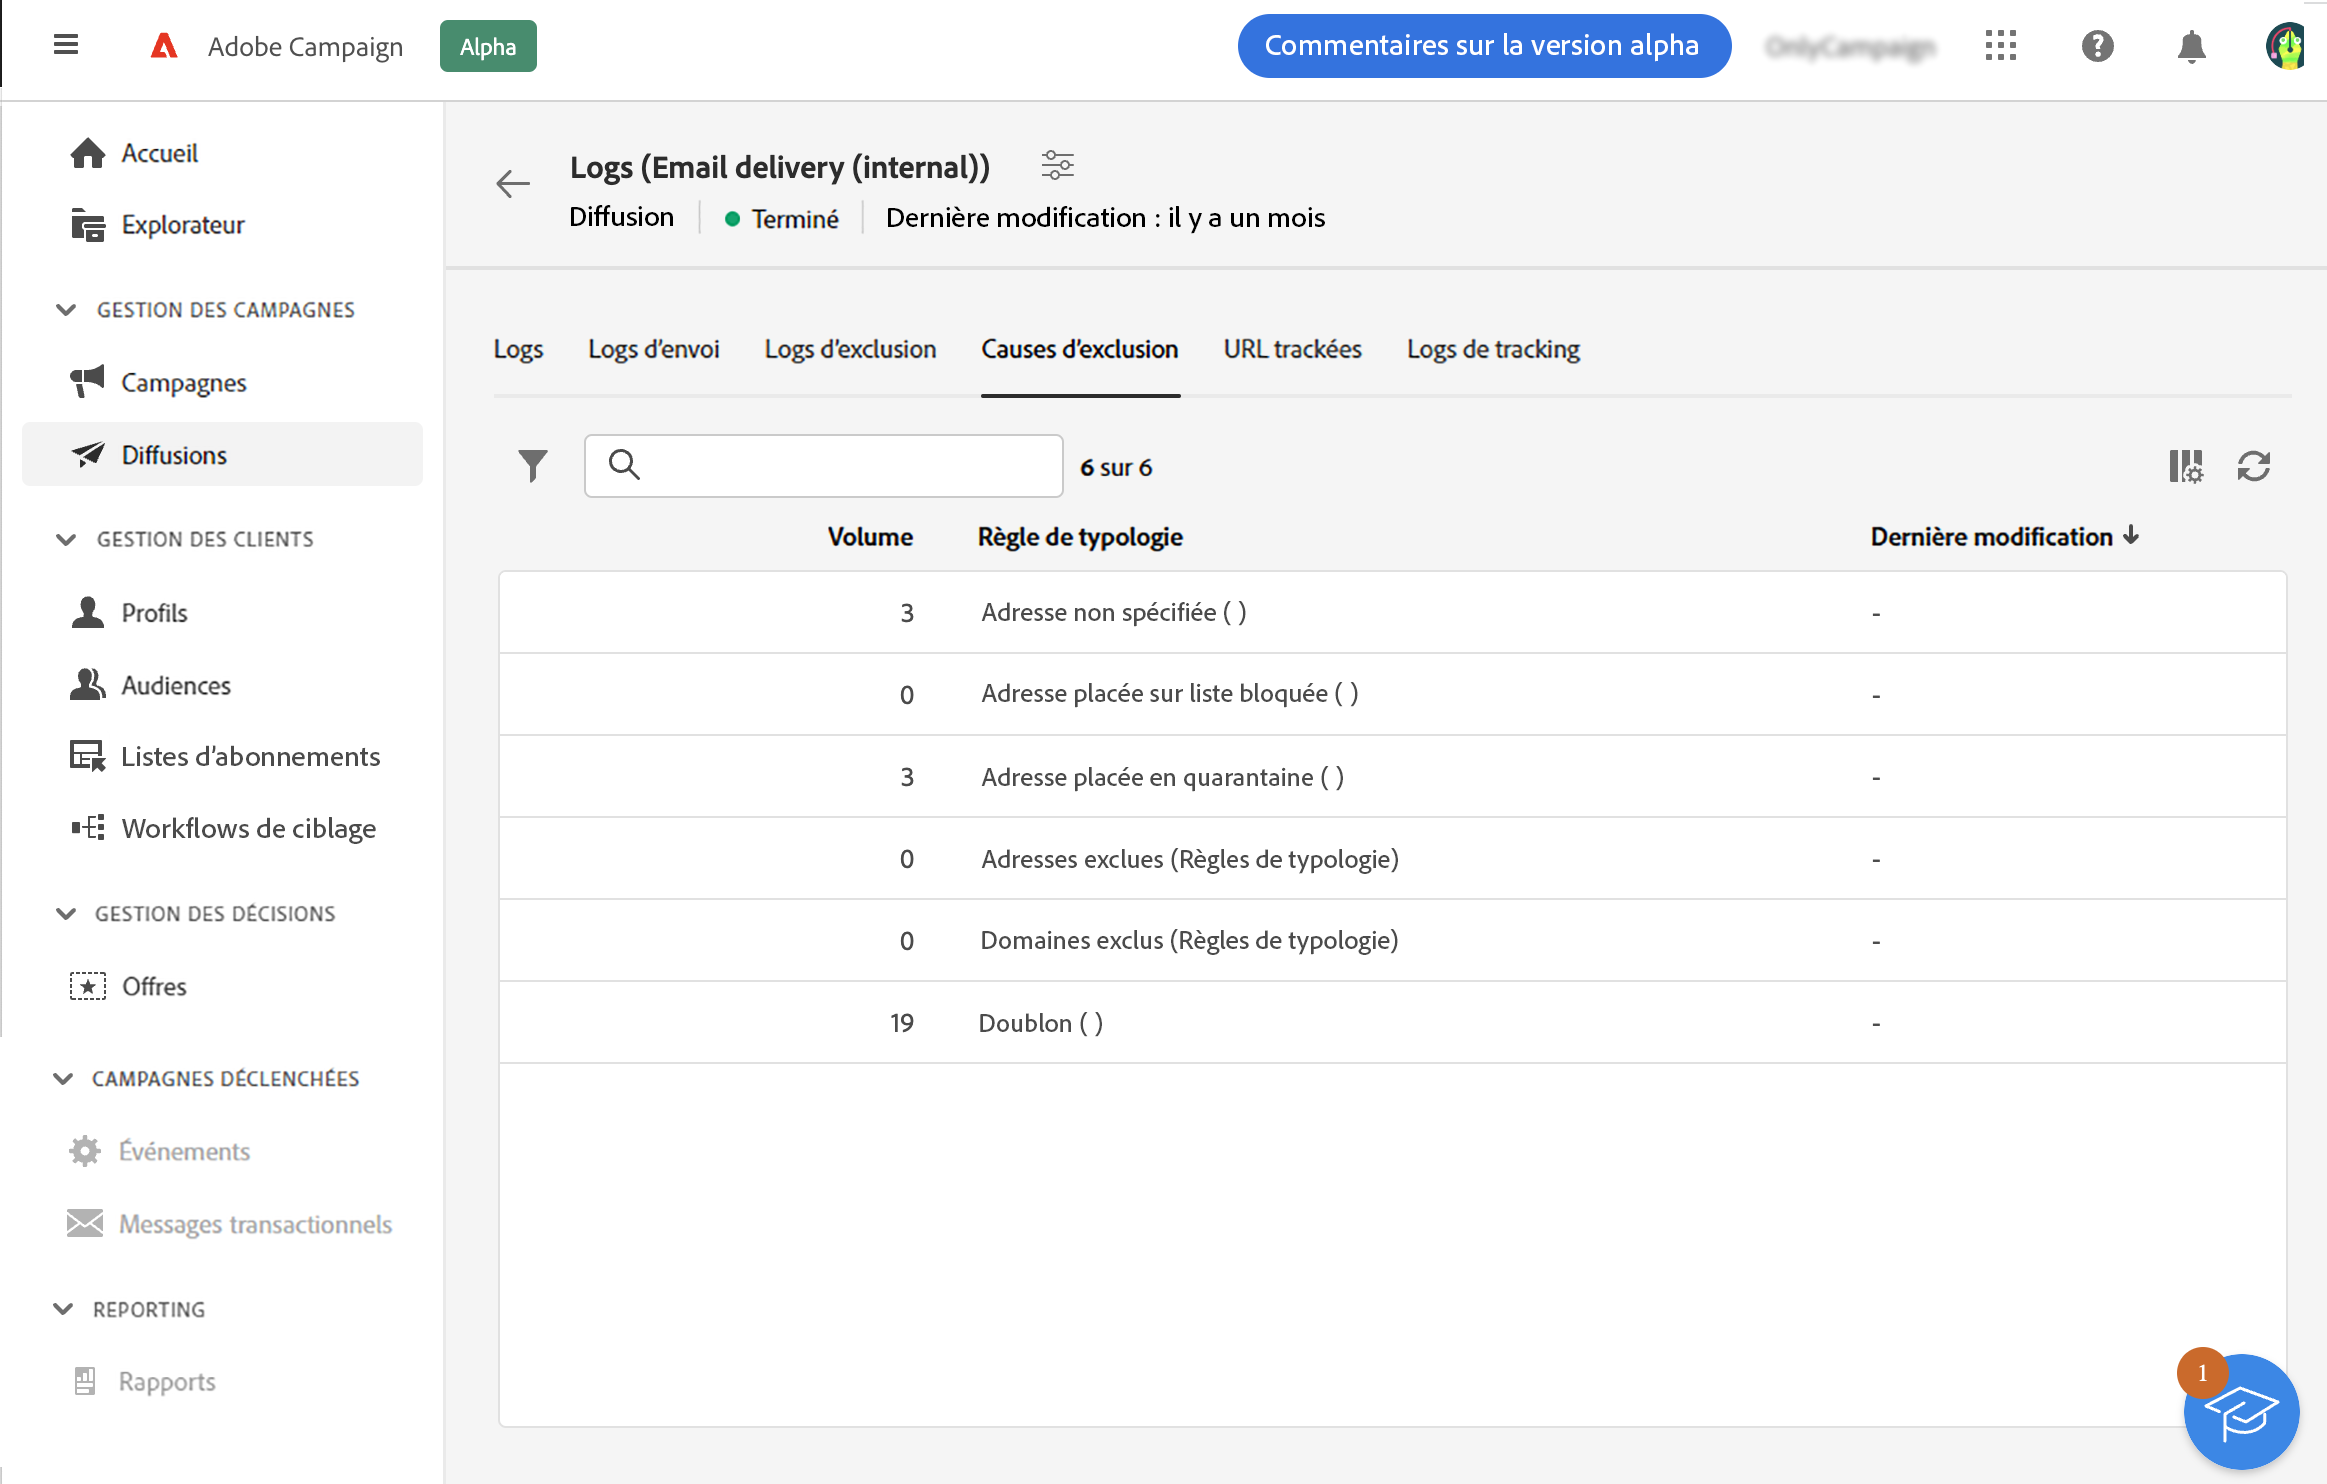 Adobe Campaign
Alpha
Commentaires sur la version alpha
Accueil
Explorateur
GESTION DES CAMPAGNES
Campagnes
Diffusions
GESTION DES CLIENTS
Profils
Audiences
Listes d'abonnements
Workflows de ciblage
GESTION DES DÉCISIONS
Offres
CAMPAGNES DÉCLENCHÉES
Événements
Messages transactionnels
REPORTING
Rapports
Logs (Email delivery (internal))
Diffusion Terminé Dernière modification : il y a un mois
Logs Logs d'envoi Logs d'exclusion Causes d'exclusion URL trackées Logs de tracking
6 sur 6
Volume Règle de typologie Dernière modification
3 Adresse non spécifiée ( ) -
0 Adresse placée sur liste bloquée ( ) -
3 Adresse placée en quarantaine ( ) -
0 Adresses exclues (Règles de typologie) -
0 Domaines exclus (Règles de typologie) -
19 Doublon ( ) -
1